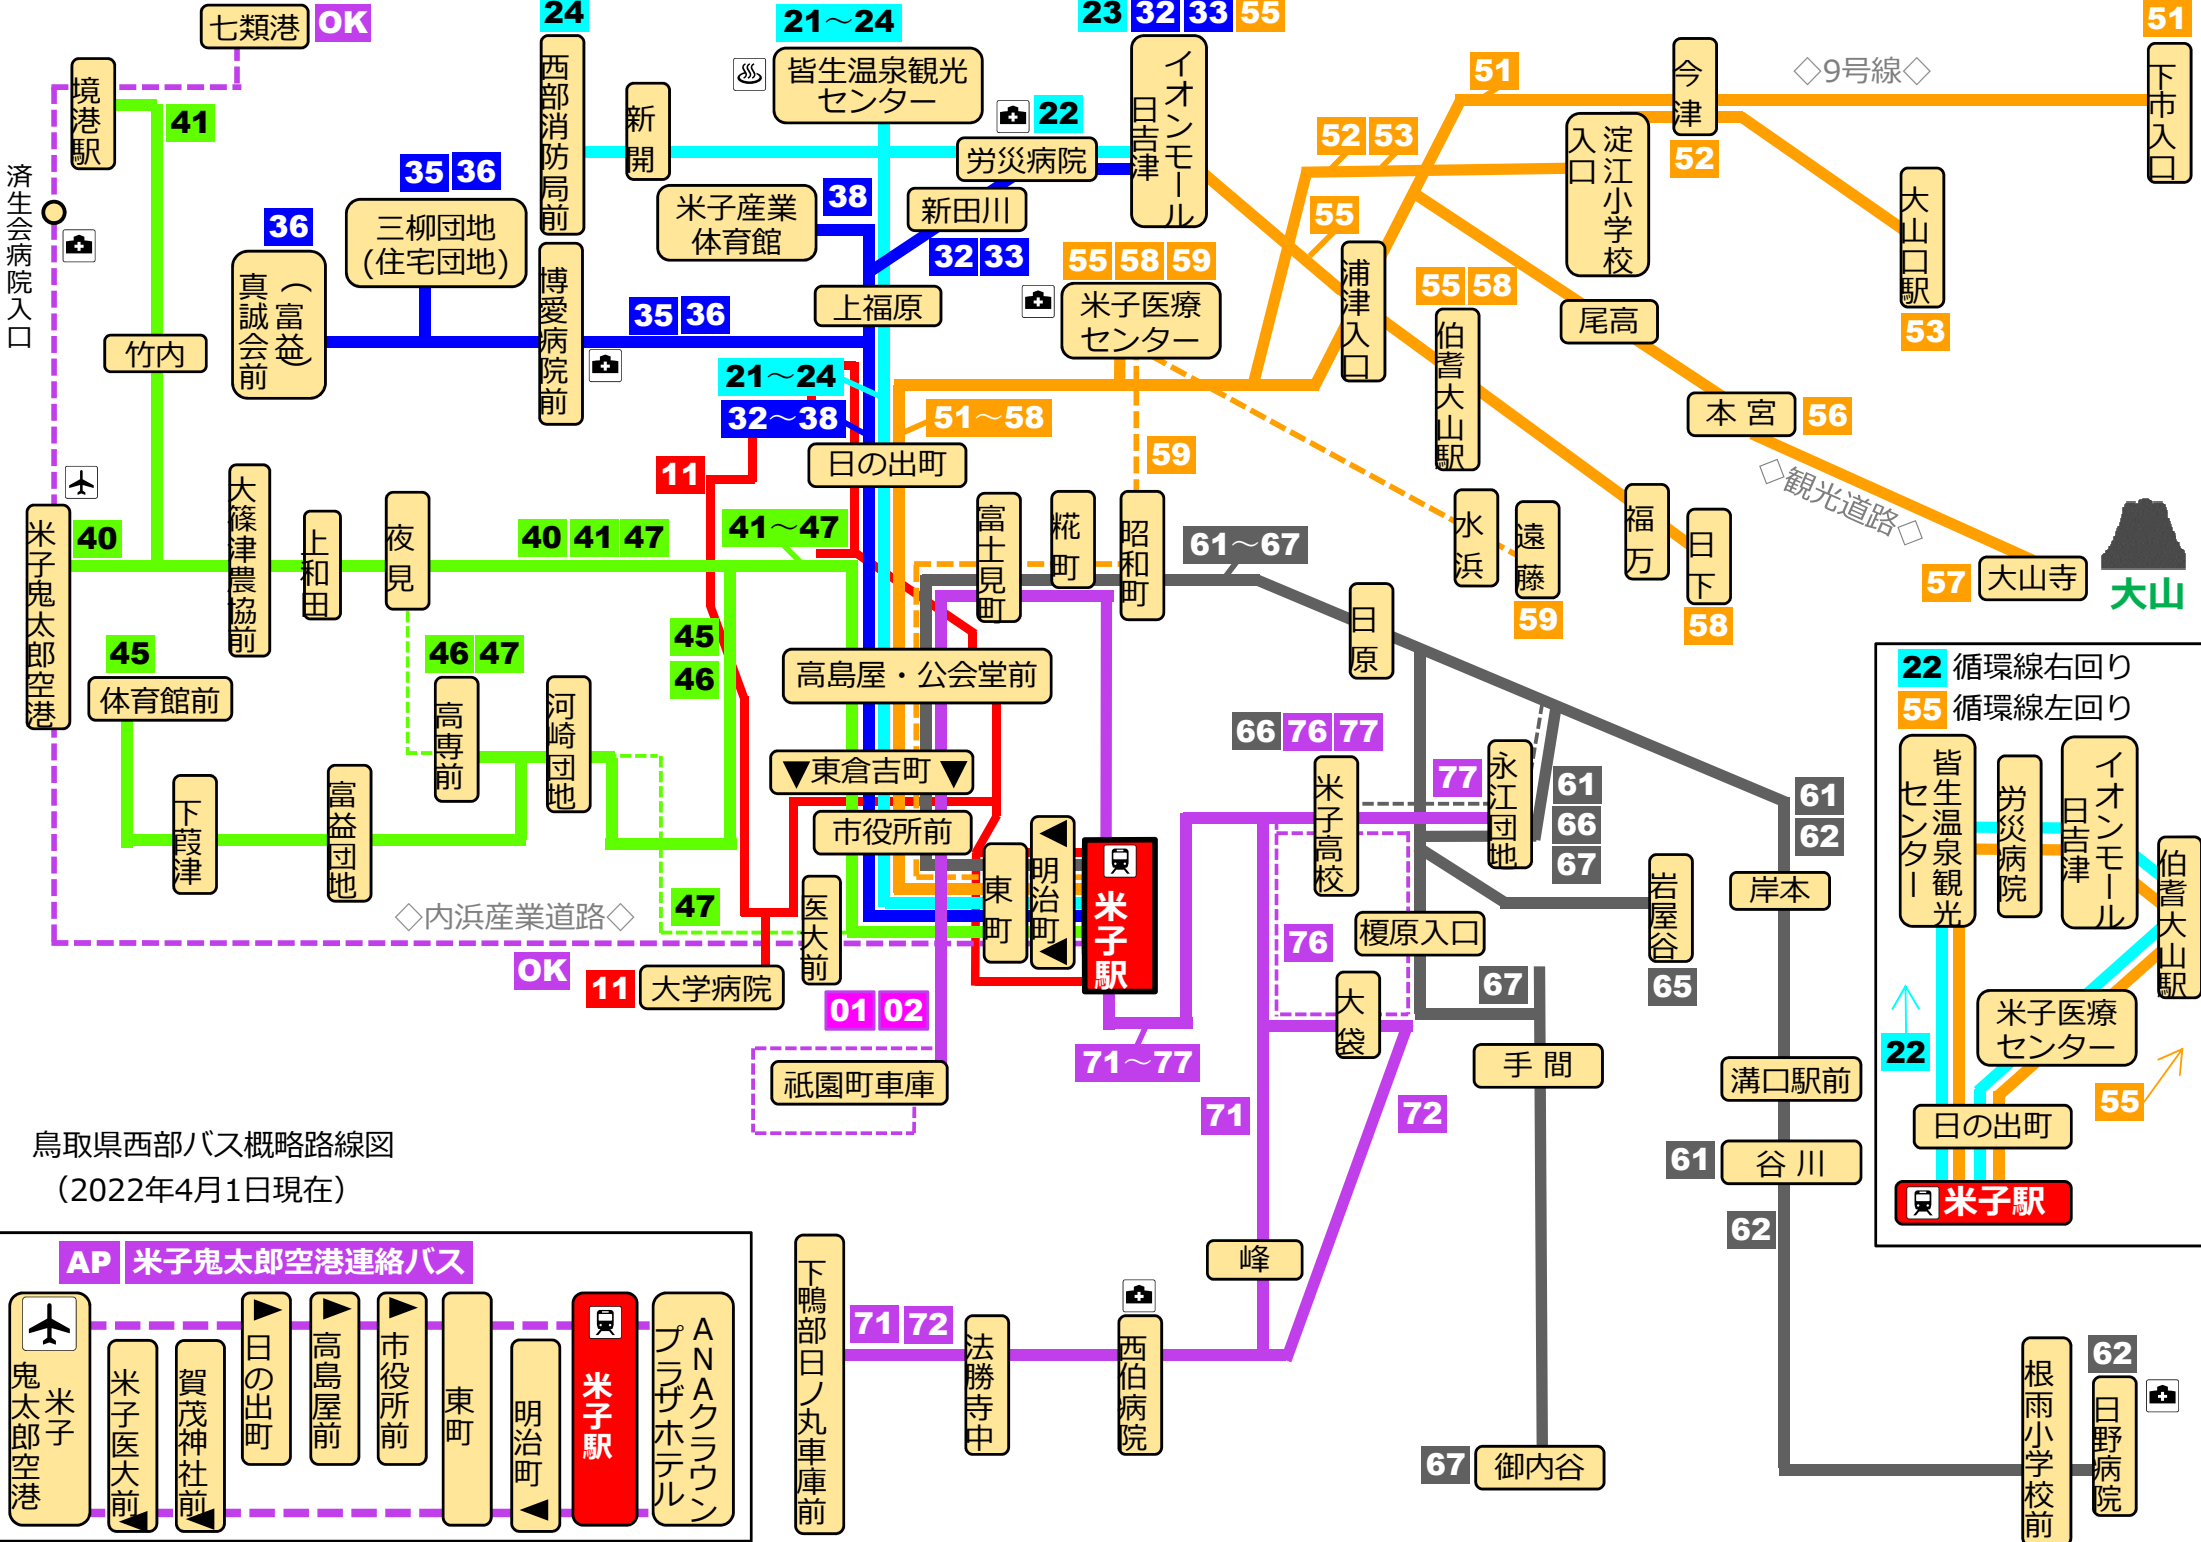 七類港
OK
24
21～24
23 32 33 55
51
境港駅
41
西部消防局前
新開
皆生温泉観光
センター
22
労災病院
イオンモール
日吉津
51
今津
◇9号線◇
下市入口
済生会病院入口
35 36
三柳団地
(住宅団地)
36
真誠会前
（富益）
米子産業
体育館
38
新田川
32 33
52 53
淀江小学校
入口
52
大山口駅
53
55
博愛病院前
35 36
上福原
55 58 59
米子医療
センター
浦津入口
55 58
伯耆大山駅
尾高
竹内
21～24
32～38
51～58
本宮
56
◇観光道路◇
日の出町
11
59
米子鬼太郎空港
40
大篠津農協前
上和田
夜見
40 41 47
41～47
富士見町
糀町
昭和町
61～67
水浜
遠藤
59
福万
日下
58
57
大山寺
大山
日原
45
体育館前
46 47
高専前
河崎団地
45
46
高島屋・公会堂前
66 76 77
米子高校
77
永江団地
61
66
67
61
62
下葭津
富益団地
▼東倉吉町▼
市役所前
◇内浜産業道路◇
47
医大前
東町
◀
明治町
◀
米子駅
榎原入口
岩屋谷
65
岸本
OK
11
大学病院
01 02
76
大袋
67
祇園町車庫
71～77
手間
溝口駅前
71
72
61
谷川
62
22 循環線右回り
55 循環線左回り
皆生温泉観光
センター
労災病院
イオンモール
日吉津
伯耆大山駅
米子医療
センター
22
55
日の出町
米子駅
鳥取県西部バス概略路線図
（2022年4月1日現在）
AP 米子鬼太郎空港連絡バス
米子
鬼太郎空港
米子医大前
◀
賀茂神社前
◀
▶
日の出町
▶
高島屋前
▶
市役所前
東町
明治町
◀
米子駅
ANAクラウン
プラザホテル
下鴨部日ノ丸車庫前
71 72
法勝寺中
西伯病院
峰
67
御内谷
根雨小学校前
62
日野病院